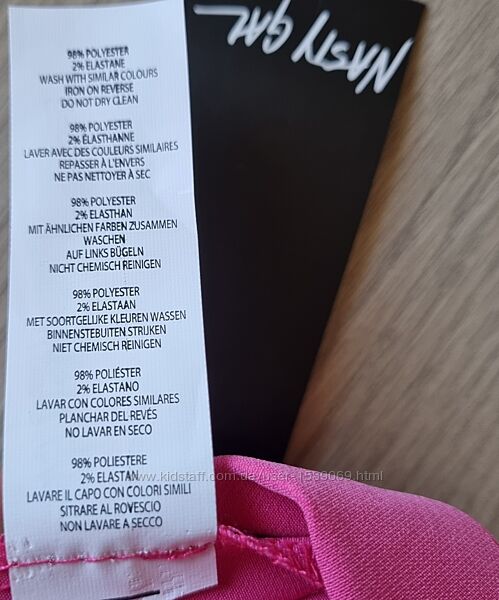 98% POLYESTER
2% ELASTANE
WASH WITH SIMILAR COLOURS
IRON ON REVERSE
DO NOT DRY CLEAN
98% POLYESTER
2% ÉLASTHANNE
LAVER AVEC DES COULEURS SIMILAIRES
REPASSER À L'ENVERS
NE PAS NETTOYER À SEC
98% POLYESTER
2% ELASTHAN
MIT ÄHNLICHEN FARBEN ZUSAMMEN
WASCHEN
AUF LINKS BÜGELN
NICHT CHEMISCH REINIGEN
98% POLYESTER
2% ELASTAAN
MET SOORTGELIJKE KLEUREN WASSEN
BINNENSTEBUITEN STRIJKEN
NIET CHEMISCH REINIGEN
98% POLIÉSTER
2% ELASTANO
LAVAR CON COLORES SIMILARES
PLANCHAR DEL REVÉS
NO LAVAR EN SECO
98% POLIESTERE
2% ELASTAN
LAVARE IL CAPO CON COLORI SIMILI
SITRARE AL ROVESCIO
NON LAVARE A SECCO
NASTY GAL